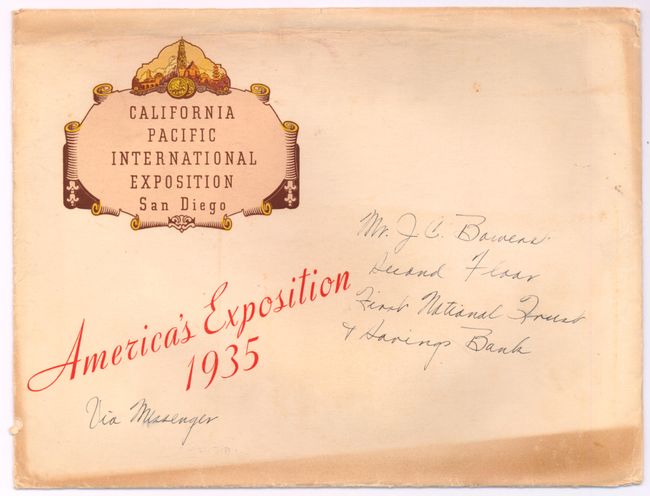 CALIFORNIA
PACIFIC
INTERNATIONAL
EXPOSITION
San Diego
America's Exposition
1935
Mr. J. C. Bowens.
Second Floor
First National Trust
& Savings Bank
Via Messenger